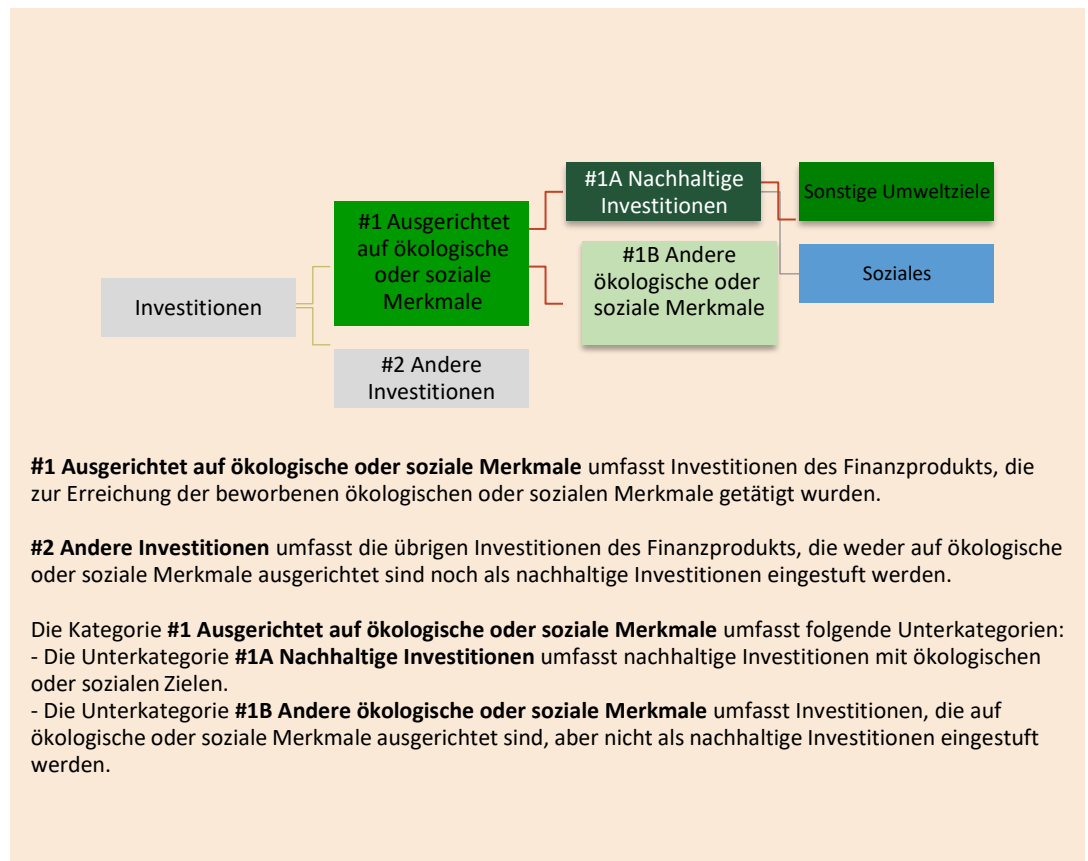 #1A Nachhaltige
Investitionen
Sonstige Umweltziele
#1 Ausgerichtet
auf ökologische
oder soziale
Merkmale
#1B Andere
ökologische oder
soziale Merkmale
Soziales
Investitionen
#2 Andere
Investitionen
#1 Ausgerichtet auf ökologische oder soziale Merkmale umfasst Investitionen des Finanzprodukts, die
zur Erreichung der beworbenen ökologischen oder sozialen Merkmale getätigt wurden.
#2 Andere Investitionen umfasst die übrigen Investitionen des Finanzprodukts, die weder auf ökologische
oder soziale Merkmale ausgerichtet sind noch als nachhaltige Investitionen eingestuft werden.
Die Kategorie #1 Ausgerichtet auf ökologische oder soziale Merkmale umfasst folgende Unterkategorien:
- Die Unterkategorie #1A Nachhaltige Investitionen umfasst nachhaltige Investitionen mit ökologischen
oder sozialen Zielen.
- Die Unterkategorie #1B Andere ökologische oder soziale Merkmale umfasst Investitionen, die auf
ökologische oder soziale Merkmale ausgerichtet sind, aber nicht als nachhaltige Investitionen eingestuft
werden.